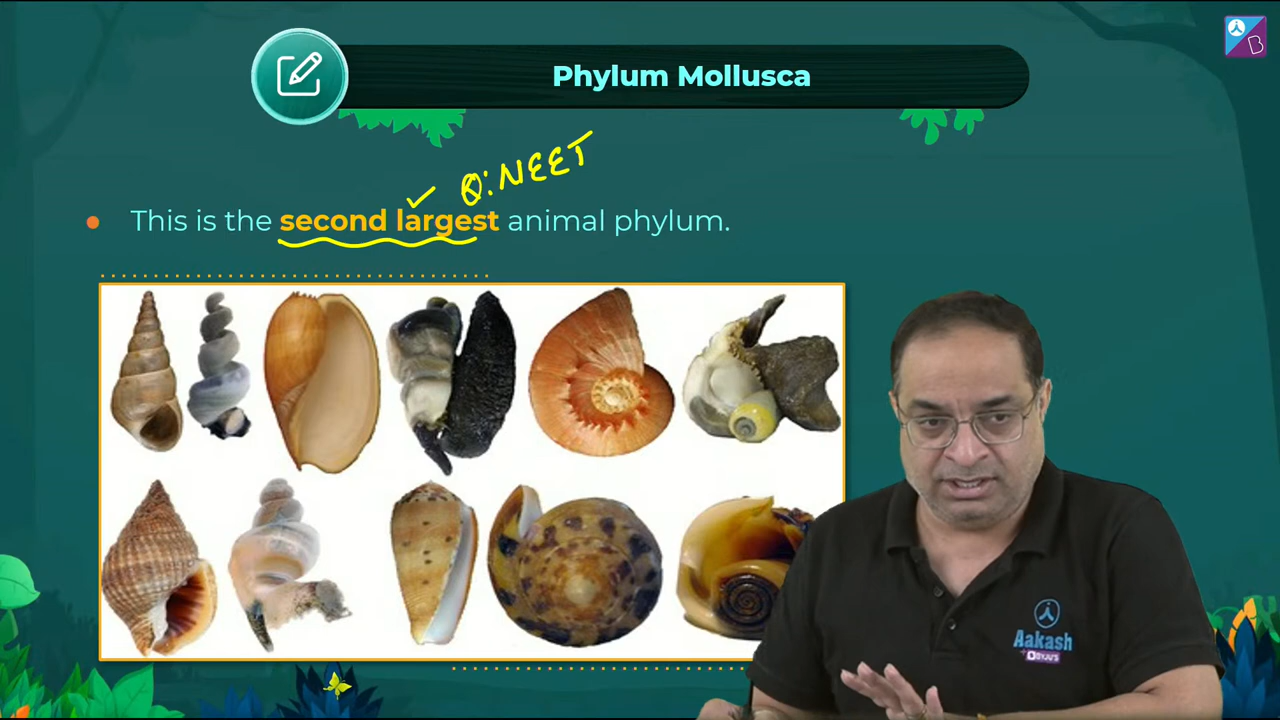 Phylum Mollusca
Q: NEET
This is the second largest animal phylum.
Aakash
BYJU'S